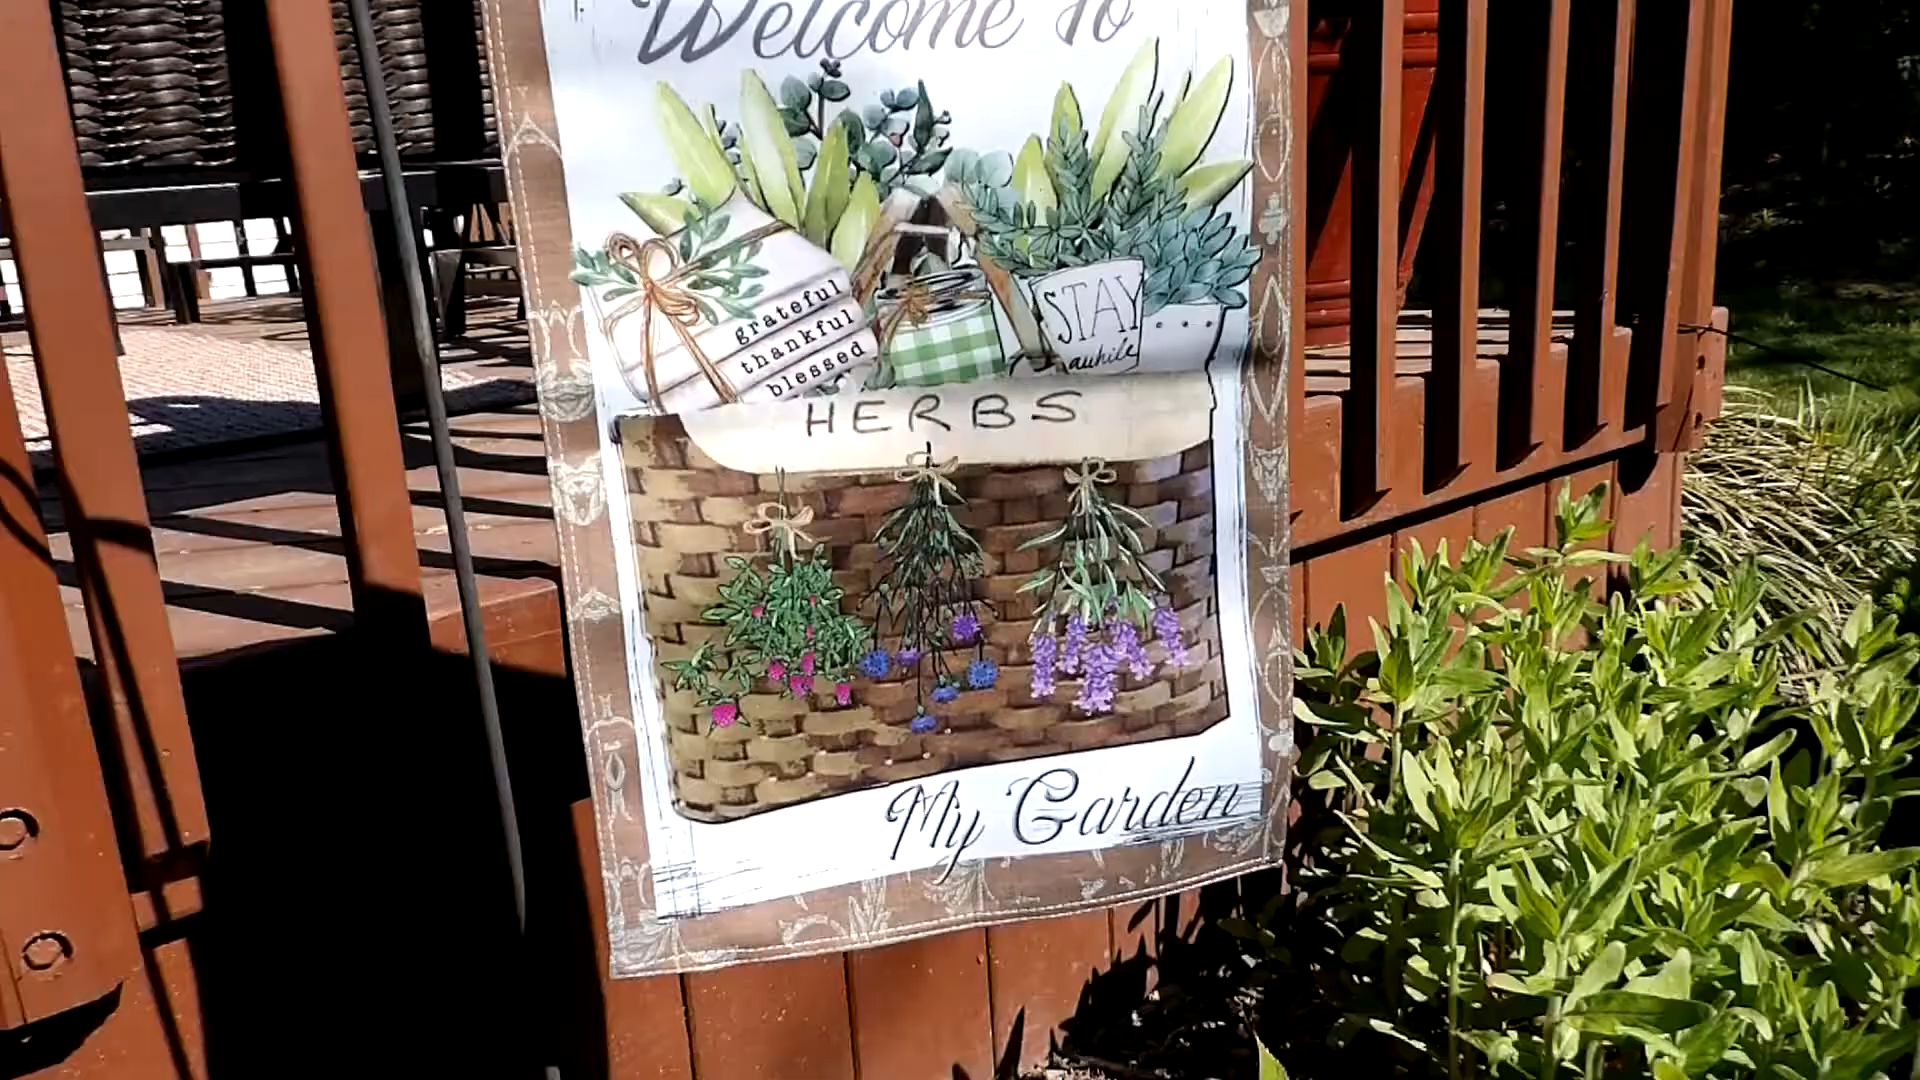 Welcome To
grateful
thankful
blessed
STAY
awhile
HERBS
My Garden